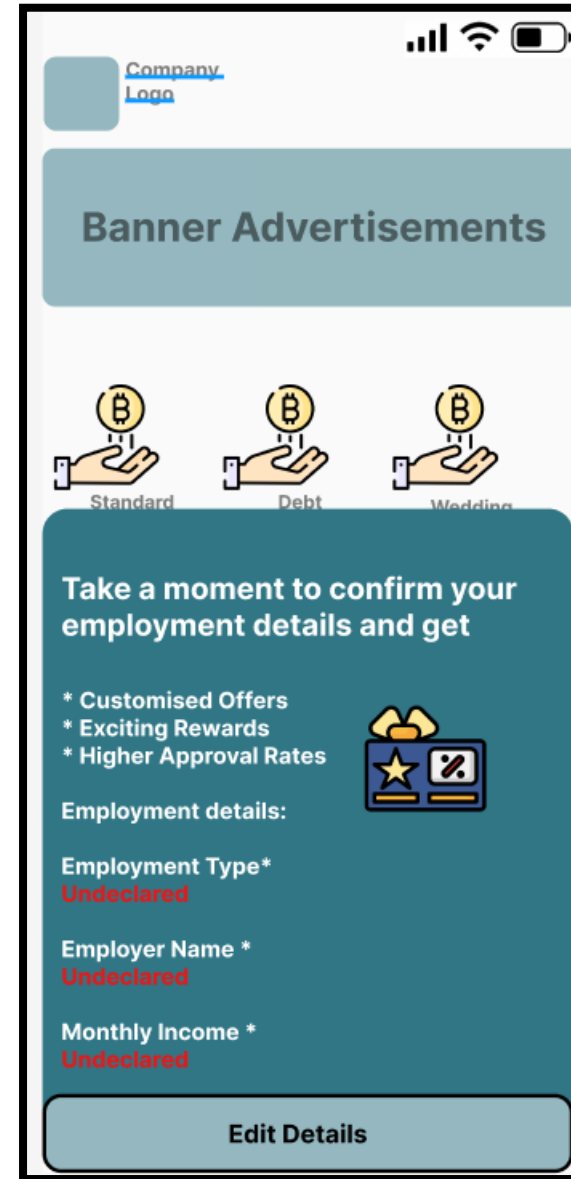 Company
Logo
Banner Advertisements
Standard Debt Wedding
Take a moment to confirm your
employment details and get
* Customised Offers
* Exciting Rewards
* Higher Approval Rates
Employment details:
Employment Type*
Undeclared
Employer Name *
Undeclared
Monthly Income *
Undeclared
Edit Details